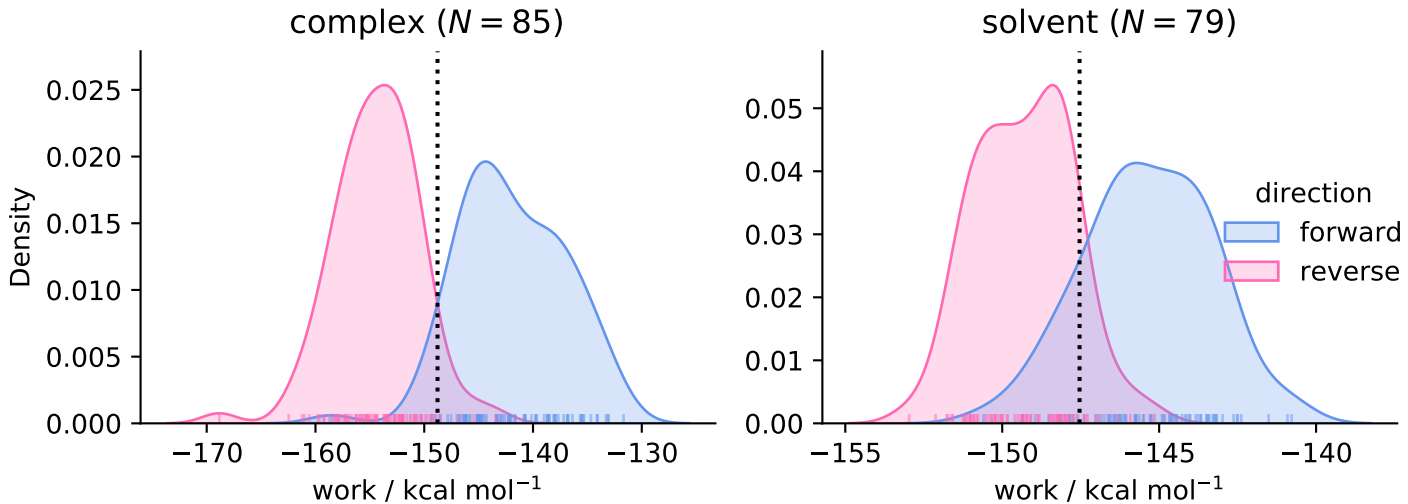 complex (N = 85)
Density
0.025
0.020
0.015
0.010
0.005
0.000
−170
−160
−150
−140
−130
work / kcal mol⁻¹
solvent (N = 79)
0.05
0.04
0.03
0.02
0.01
0.00
−155
−150
−145
−140
work / kcal mol⁻¹
direction
forward
reverse